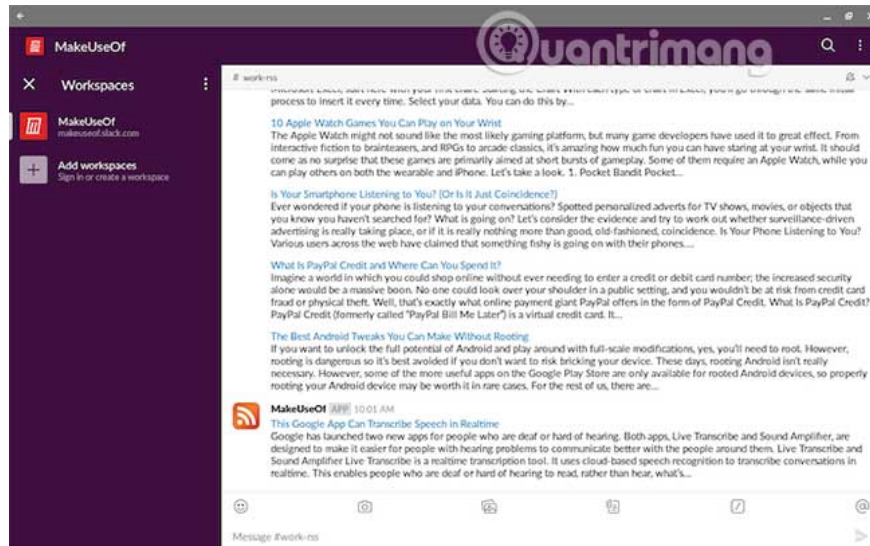 MakeUseOf
Quantrimang
Workspaces
MakeUseOf
makeuseof.slack.com
Add workspaces
Sign in or create a workspace
# work-rss
process to insert it every time. Select your data. You can do this by...
10 Apple Watch Games You Can Play on Your Wrist
The Apple Watch might not sound like the most likely gaming platform, but many game developers have used it to great effect. From
interactive fiction to brainteasers, and RPGs to arcade classics, it's amazing how much fun you can have staring at your wrist. It should
come as no surprise that these games are primarily aimed at short bursts of gameplay. Some of them require an Apple Watch, while you
can play others on both the wearable and iPhone. Let's take a look. 1. Pocket Bandit Pocket...
Is Your Smartphone Listening to You? (Or Is It Just Coincidence?)
Ever wondered if your phone is listening to your conversations? Spotted personalized adverts for TV shows, movies, or objects that
you know you haven't searched for? What is going on? Let's consider the evidence and try to work out whether surveillance-driven
advertising is really taking place, or if it is really nothing more than good, old-fashioned, coincidence. Is Your Phone Listening to You?
Various users across the web have claimed that something fishy is going on with their phones....
What Is PayPal Credit and Where Can You Spend It?
Imagine a world in which you could shop online without ever needing to enter a credit or debit card number; the increased security
alone would be a massive boon. No one could look over your shoulder in a public setting, and you wouldn't be at risk from credit card
fraud or physical theft. Well, that's exactly what online payment giant PayPal offers in the form of PayPal Credit. What Is PayPal Credit?
PayPal Credit (formerly called "PayPal Bill Me Later") is a virtual credit card. It...
The Best Android Tweaks You Can Make Without Rooting
If you want to unlock the full potential of Android and play around with full-scale modifications, yes, you'll need to root. However,
rooting is dangerous so it's best avoided if you don't want to risk bricking your device. These days, rooting Android isn't really
necessary. However, some of the more useful apps on the Google Play Store are only available for rooted Android devices, so properly
rooting your Android device may be worth it in rare cases. For the rest of us, there are...
MakeUseOf APP 10:01 AM
This Google App Can Transcribe Speech in Realtime
Google has launched two new apps for people who are deaf or hard of hearing. Both apps, Live Transcribe and Sound Amplifier, are
designed to make it easier for people with hearing problems to communicate better with the people around them. Live Transcribe and
Sound Amplifier Live Transcribe is a realtime transcription tool. It uses cloud-based speech recognition to transcribe conversations in
realtime. This enables people who are deaf or hard of hearing to read, rather than hear, what's...
Message #work-rss